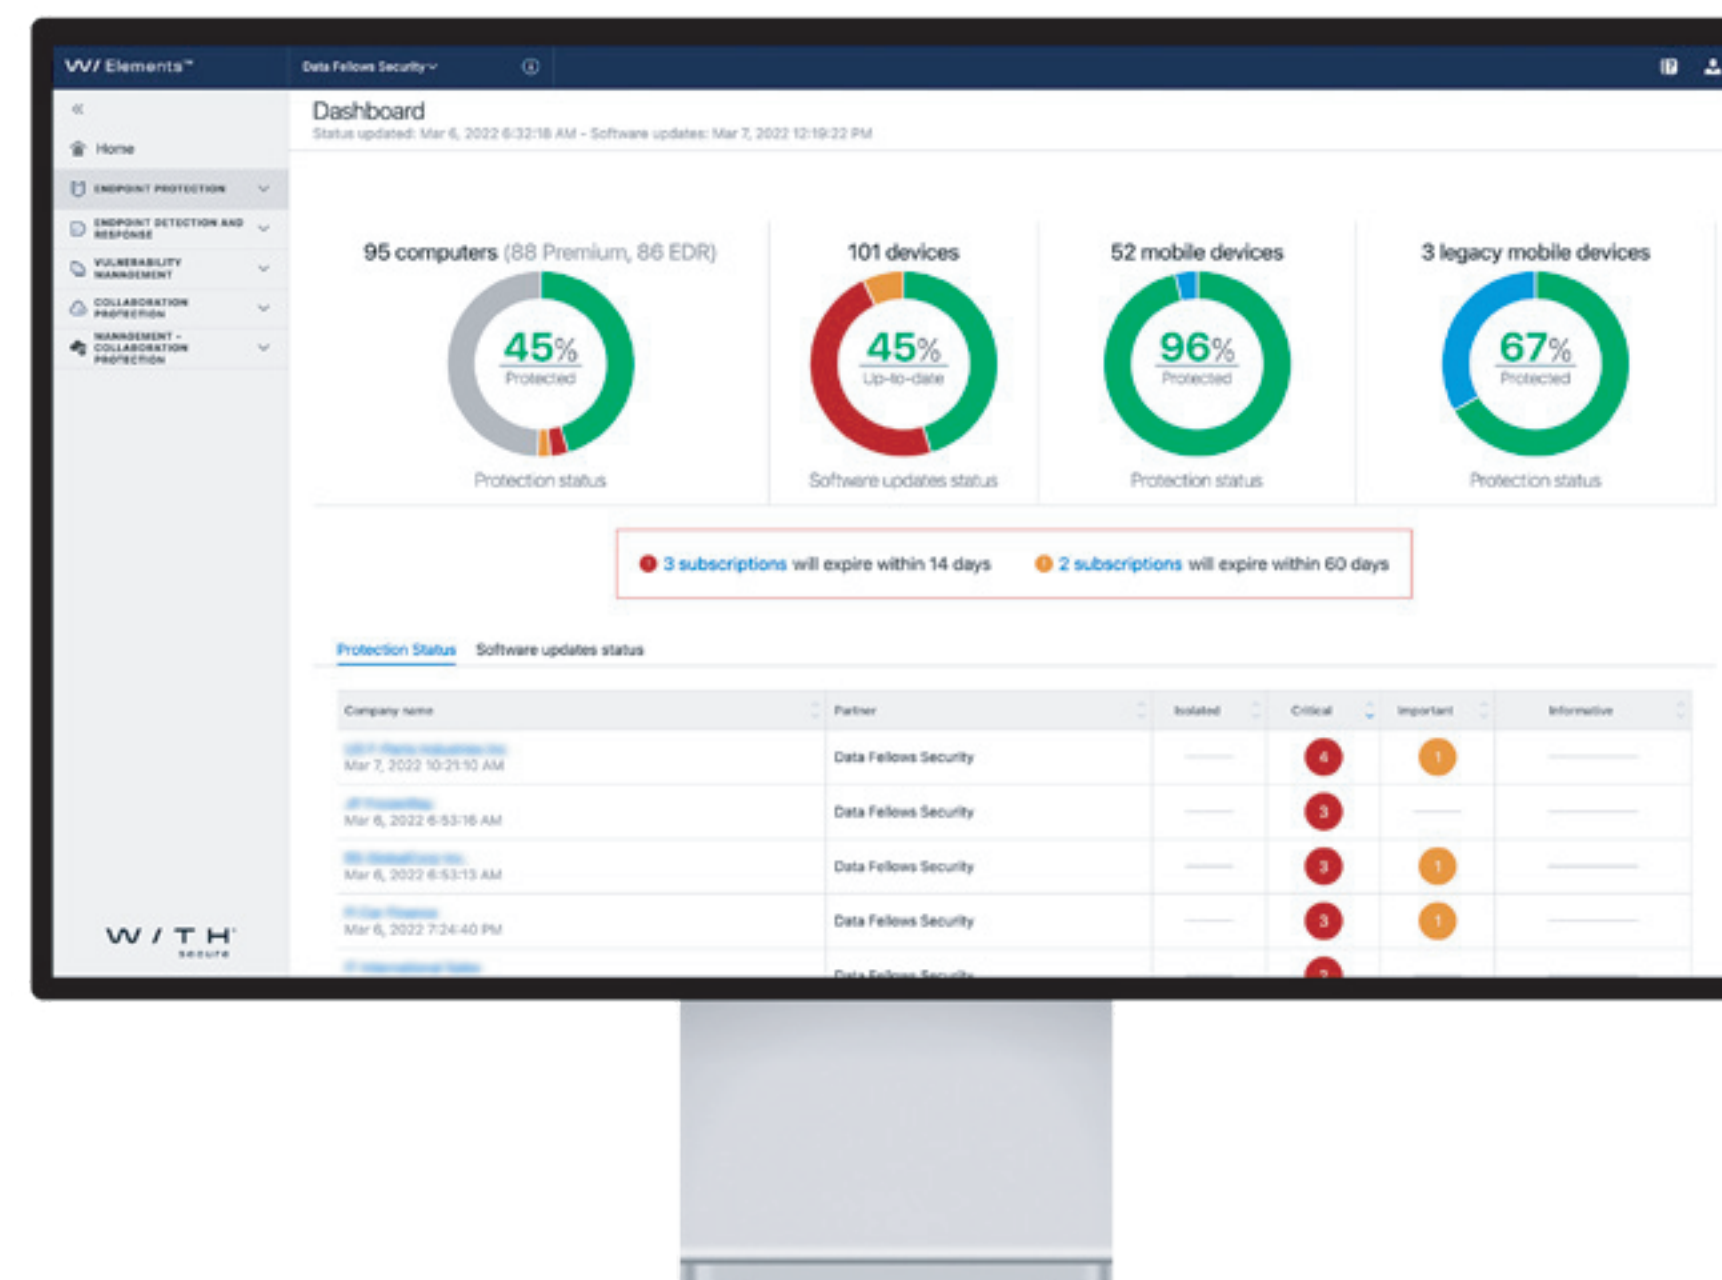 W/ Elements™
Data Fellows Security
Dashboard
Status updated: Mar 6, 2022 6:32:18 AM - Software updates: Mar 7, 2022 12:19:22 PM
Home
ENDPOINT PROTECTION
ENDPOINT DETECTION AND
RESPONSE
VULNERABILITY
MANAGEMENT
COLLABORATION
PROTECTION
MANAGEMENT -
COLLABORATION
PROTECTION
W / T H
secure
95 computers (88 Premium, 86 EDR)
45%
Protected
Protection status
101 devices
45%
Up-to-date
Software updates status
52 mobile devices
96%
Protected
Protection status
3 legacy mobile devices
67%
Protected
Protection status
3 subscriptions will expire within 14 days
2 subscriptions will expire within 60 days
Protection Status
Software updates status
Company name Partner Isolated Critical Important Informative
Mar 7, 2022 10:21:10 AM Data Fellows Security 4 1
Mar 6, 2022 6:53:16 AM Data Fellows Security 3
Mar 6, 2022 6:53:13 AM Data Fellows Security 3 1
Mar 6, 2022 7:24:40 PM Data Fellows Security 3 1
Data Fellows Security 2